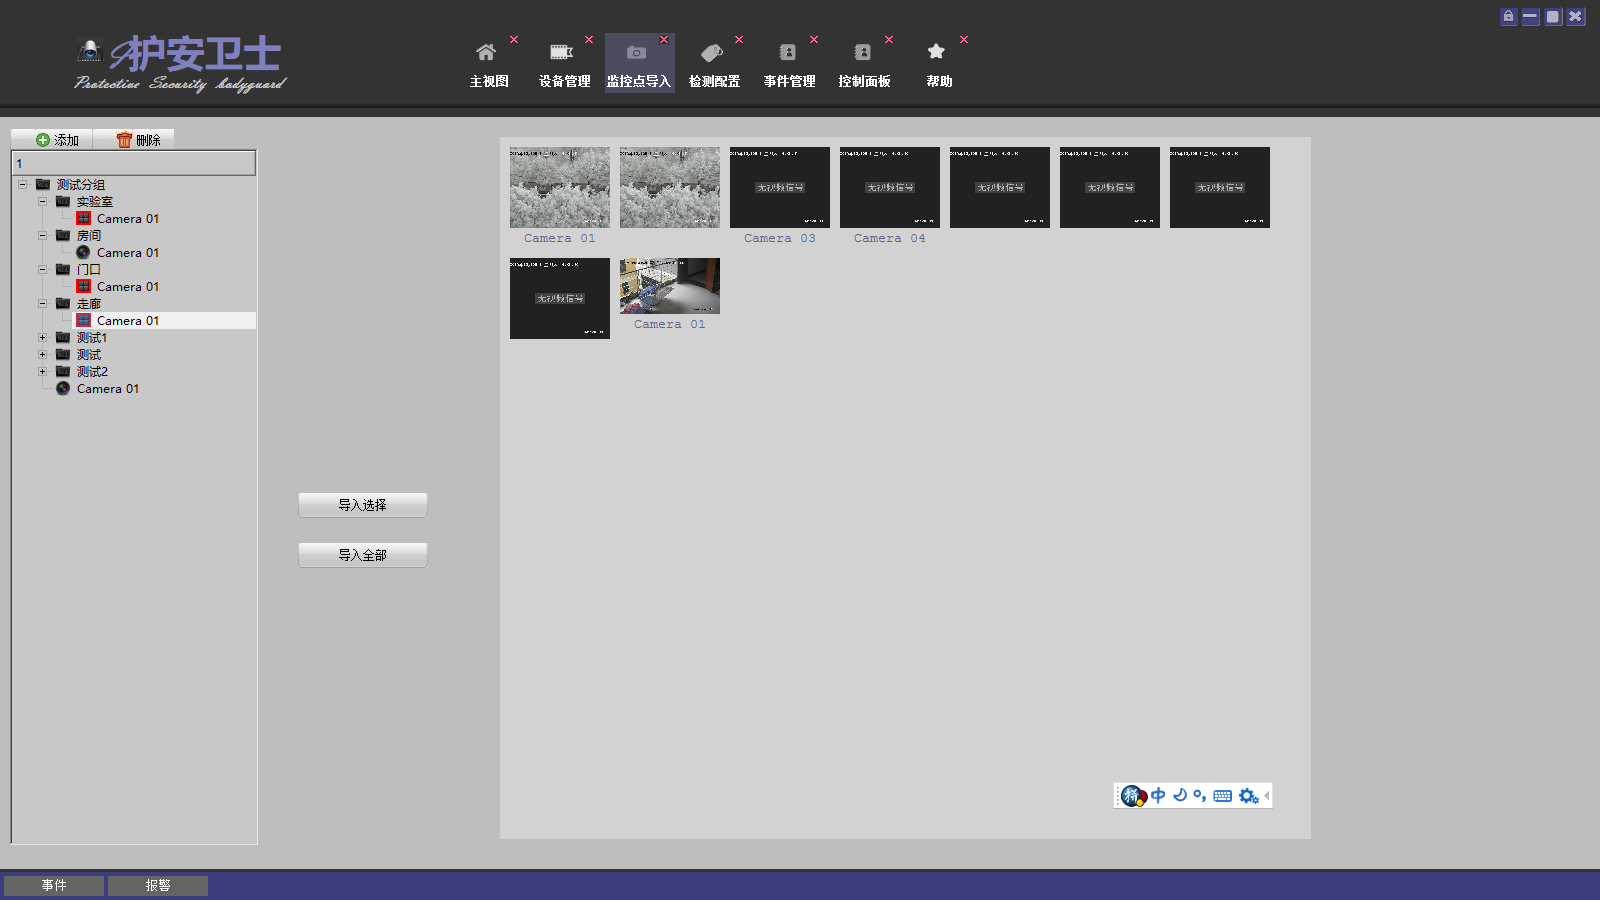 护安卫士
Protective Security bodyguard
主视图
设备管理
监控点导入
检测配置
事件管理
控制面板
帮助
添加
删除
1
测试分组
实验室
Camera 01
房间
Camera 01
门口
Camera 01
走廊
Camera 01
测试1
测试
测试2
Camera 01
导入选择
导入全部
无视频信号
无视频信号
无视频信号
无视频信号
无视频信号
Camera 01
Camera 03
Camera 04
无视频信号
Camera 01
中
事件
报警